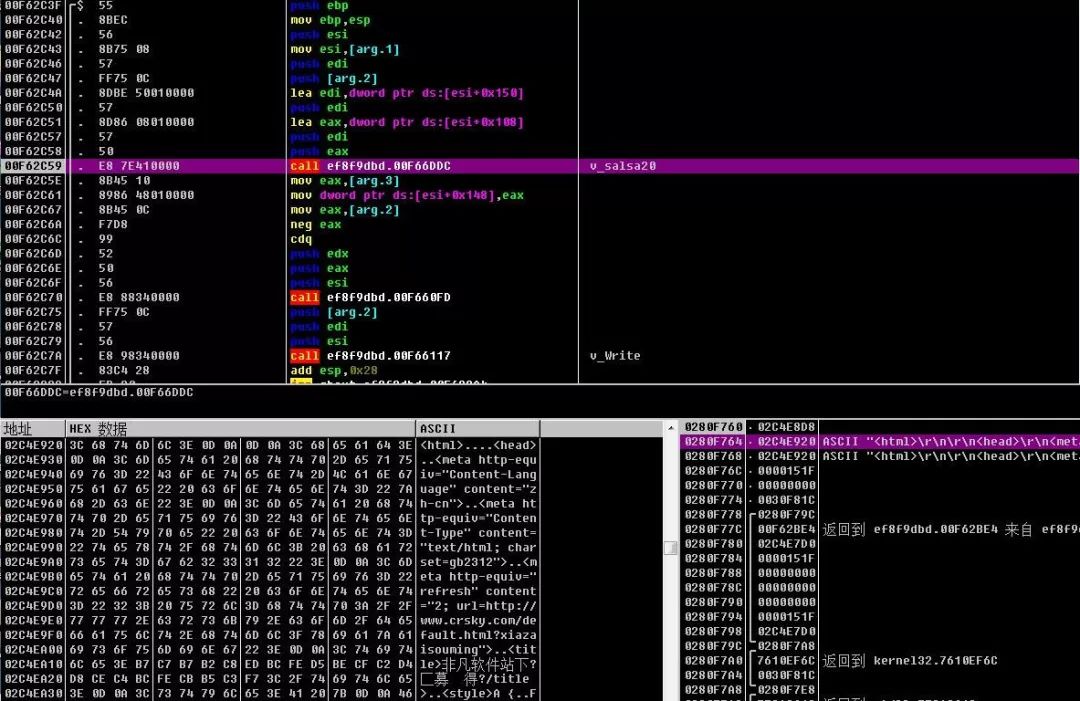 00F62C3F $ 55 push ebp
00F62C40 . 8BEC mov ebp,esp
00F62C42 . 56 push esi
00F62C43 . 8B75 08 mov esi,[arg.1]
00F62C46 . 57 push edi
00F62C47 . FF75 0C push [arg.2]
00F62C4A . 8DBE 50010000 lea edi,dword ptr ds:[esi+0x150]
00F62C50 . 57 push edi
00F62C51 . 8D86 08010000 lea eax,dword ptr ds:[esi+0x108]
00F62C57 . 57 push edi
00F62C58 . 50 push eax
00F62C59 . E8 7E410000 call ef8f9dbd.00F66DDC v_salsa20
00F62C5E . 8B45 10 mov eax,[arg.3]
00F62C61 . 8986 48010000 mov dword ptr ds:[esi+0x148],eax
00F62C67 . 8B45 0C mov eax,[arg.2]
00F62C6A . F7D8 neg eax
00F62C6C . 99 cdq
00F62C6D . 52 push edx
00F62C6E . 50 push eax
00F62C6F . 56 push esi
00F62C70 . E8 88340000 call ef8f9dbd.00F660FD
00F62C75 . FF75 0C push [arg.2]
00F62C78 . 57 push edi
00F62C79 . 56 push esi
00F62C7A . E8 98340000 call ef8f9dbd.00F66117 v_Write
00F62C7F . 83C4 28 add esp,0x28
00F66DDC=ef8f9dbd.00F66DDC
地址 HEX 数据 ASCII
02C4E920 3C 68 74 6D 6C 3E 0D 0A 0D 0A 3C 68 65 61 64 3E <html>....<head>
02C4E930 0D 0A 3C 6D 65 74 61 20 68 74 74 70 2D 65 71 75 ..<meta http-equ
02C4E940 69 76 3D 22 43 6F 6E 74 65 6E 74 2D 4C 61 6E 67 iv="Content-Lang
02C4E950 75 61 67 65 22 20 63 6F 6E 74 65 6E 74 3D 22 7A uage" content="z
02C4E960 68 2D 63 6E 22 3E 0D 0A 3C 6D 65 74 61 20 68 74 h-cn">..<meta ht
02C4E970 74 70 2D 65 71 75 69 76 3D 22 43 6F 6E 74 65 6E tp-equiv="Conten
02C4E980 74 2D 54 79 70 65 22 20 63 6F 6E 74 65 6E 74 3D t-Type" content=
02C4E990 22 74 65 78 74 2F 68 74 6D 6C 3B 20 63 68 61 72 "text/html; char
02C4E9A0 73 65 74 3D 67 62 32 33 31 32 22 3E 0D 0A 3C 6D set=gb2312">..<m
02C4E9B0 65 74 61 20 68 74 74 70 2D 65 71 75 69 76 3D 22 eta http-equiv="
02C4E9C0 72 65 66 72 65 73 68 22 20 63 6F 6E 74 65 6E 74 refresh" content
02C4E9D0 3D 22 32 3B 20 75 72 6C 3D 68 74 74 70 3A 2F 2F ="2; url=http://
02C4E9E0 77 77 77 2E 63 72 73 6B 79 2E 63 6F 6D 2F 64 65 www.crsky.com/de
02C4E9F0 66 61 75 6C 74 2E 68 74 6D 6C 3F 78 69 61 7A 61 fault.html?xiaza
02C4EA00 69 73 6F 75 6D 69 6E 67 22 3E 0D 0A 3C 74 69 74 isouming">..<tit
02C4EA10 6C 65 3E B7 C7 B7 B2 C8 ED BC FE D5 BE CF C2 D4 le>非凡软件站下?
02C4EA20 D8 CE C4 BC FE CB B5 C3 F7 3C 2F 74 69 74 6C 65 匚募 得?/title
02C4EA30 3E 0D 0A 3C 73 74 79 6C 65 3E 41 20 7B 0D 0A 46 >..<style>A {..F
0280F760 02C4E8D8
0280F764 02C4E920 ASCII "<html>\r\n\r\n<head>\r\n<met
0280F768 02C4E920 ASCII "<html>\r\n\r\n<head>\r\n<met
0280F76C 0000151F
0280F770 00000000
0280F774 0030F81C
0280F778 0280F79C
0280F77C 00F62BE4 返回到 ef8f9dbd.00F62BE4 来自 ef8f9
0280F780 02C4E7D0
0280F784 0000151F
0280F788 00000000
0280F78C 00000000
0280F790 00000000
0280F794 0000151F
0280F798 02C4E7D0
0280F79C 0280F7A8
0280F7A0 7610EF6C 返回到 kernel32.7610EF6C
0280F7A4 0030F81C
0280F7A8 0280F7E8